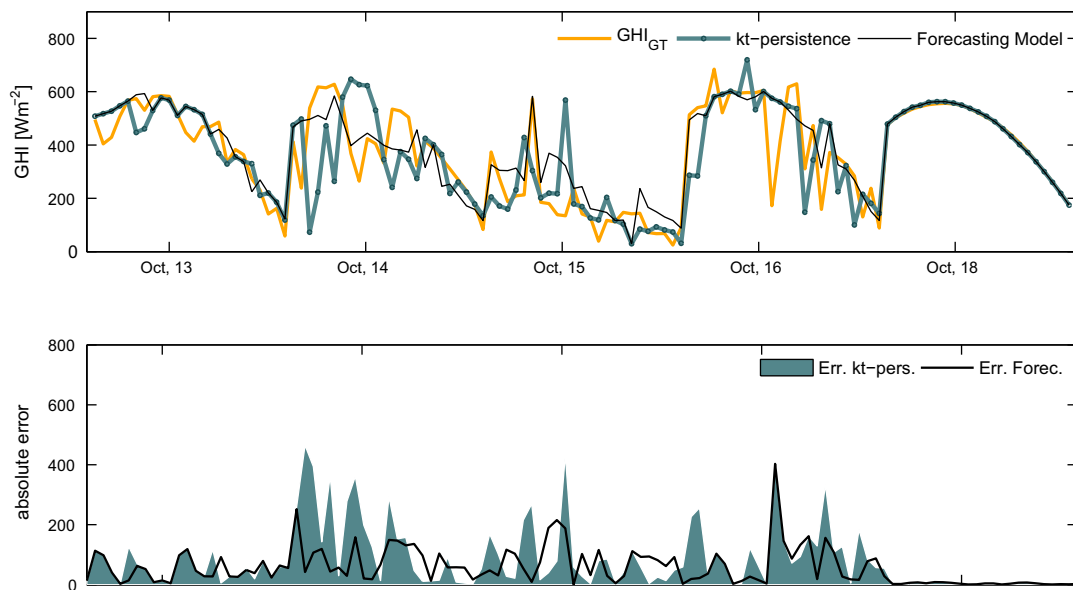 800
600
400
200
0
GHI [Wm−2]
GHIGT kt−persistence Forecasting Model
Oct, 13 Oct, 14 Oct, 15 Oct, 16 Oct, 18
800
600
400
200
0
absolute error
Err. kt−pers. Err. Forec.